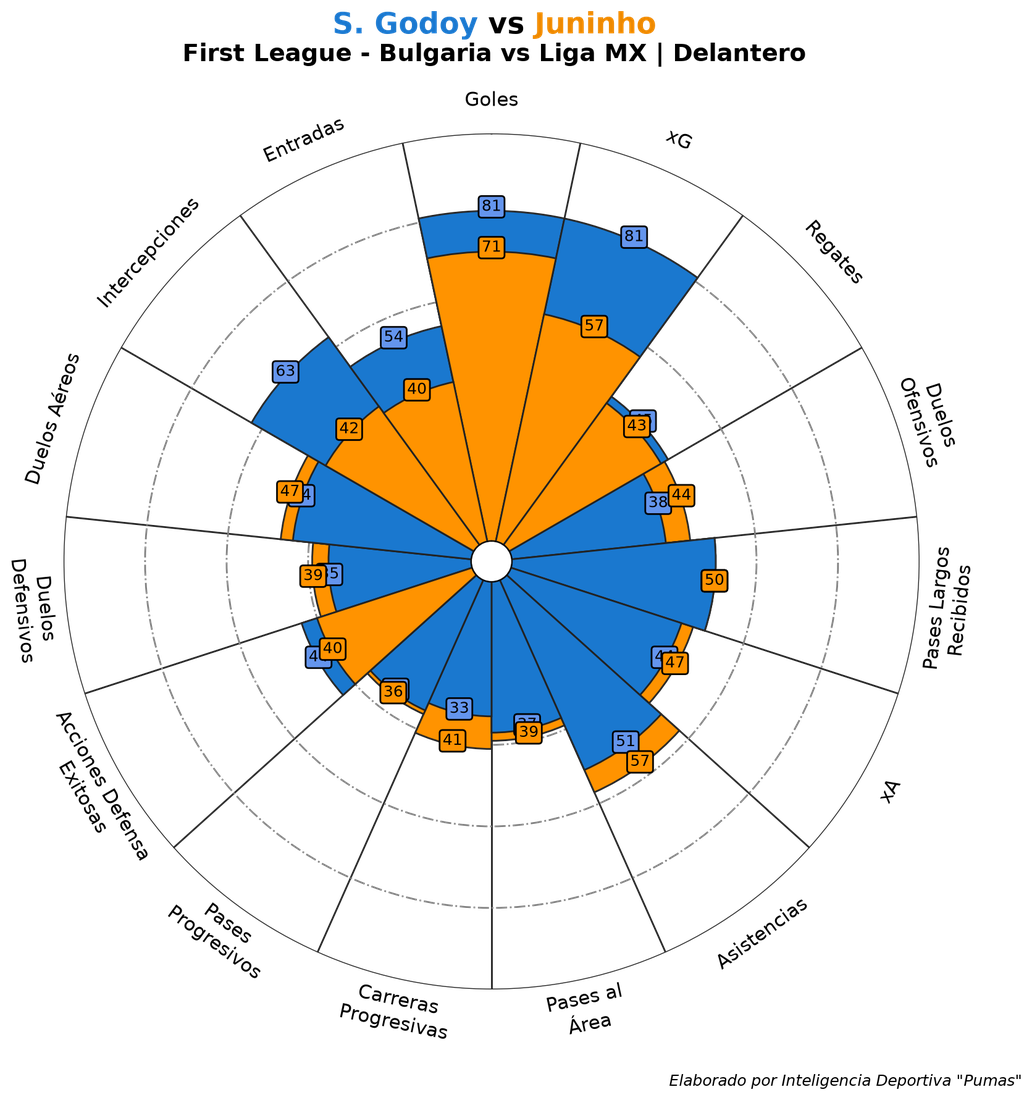 S. Godoy vs Juninho
First League - Bulgaria vs Liga MX | Delantero
Goles
xG
Regates
Duelos
Ofensivos
Pases Largos
Recibidos
xA
Asistencias
Pases al
Área
Carreras
Progresivas
Pases
Progresivos
Acciones Defensa
Exitosas
Duelos
Defensivos
Duelos Aéreos
Intercepciones
Entradas
81
71
81
57
43
38
44
50
47
51
57
39
33
41
36
40
39
47
63
42
54
40
Elaborado por Inteligencia Deportiva "Pumas"